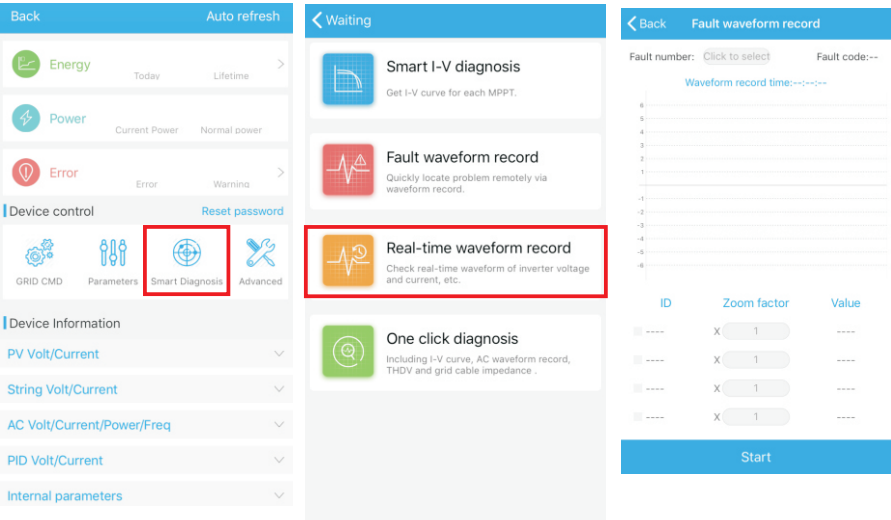 Back Auto refresh
Energy
Today Lifetime
Power
Current Power Normal power
Error
Error Warning
Device control Reset password
GRID CMD Parameters Smart Diagnosis Advanced
Device Information
PV Volt/Current
String Volt/Current
AC Volt/Current/Power/Freq
PID Volt/Current
Internal parameters
Waiting
Smart I-V diagnosis
Get I-V curve for each MPPT.
Fault waveform record
Quickly locate problem remotely via
waveform record.
Real-time waveform record
Check real-time waveform of inverter voltage
and current, etc.
One click diagnosis
Including I-V curve, AC waveform record,
THDV and grid cable impedance .
Back Fault waveform record
Fault number: Click to select Fault code:--
Waveform record time:--:--:--
6
5
4
3
2
1
-1
-2
-3
-4
-5
-6
ID Zoom factor Value
---- X 1 ----
---- X 1 ----
---- X 1 ----
---- X 1 ----
Start